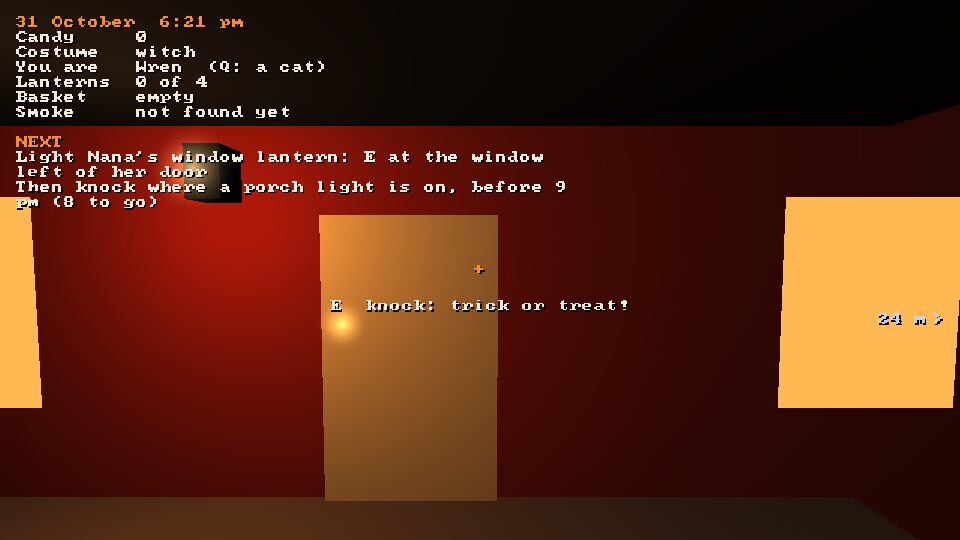 31 October  6:21 pm
Candy     0
Costume   witch
You are   Wren  (Q: a cat)
Lanterns  0 of 4
Basket    empty
Smoke     not found yet
NEXT
Light Nana's window lantern: E at the window
left of her door
Then knock where a porch light is on, before 9
pm (8 to go)
E  knock: trick or treat!
24 m >